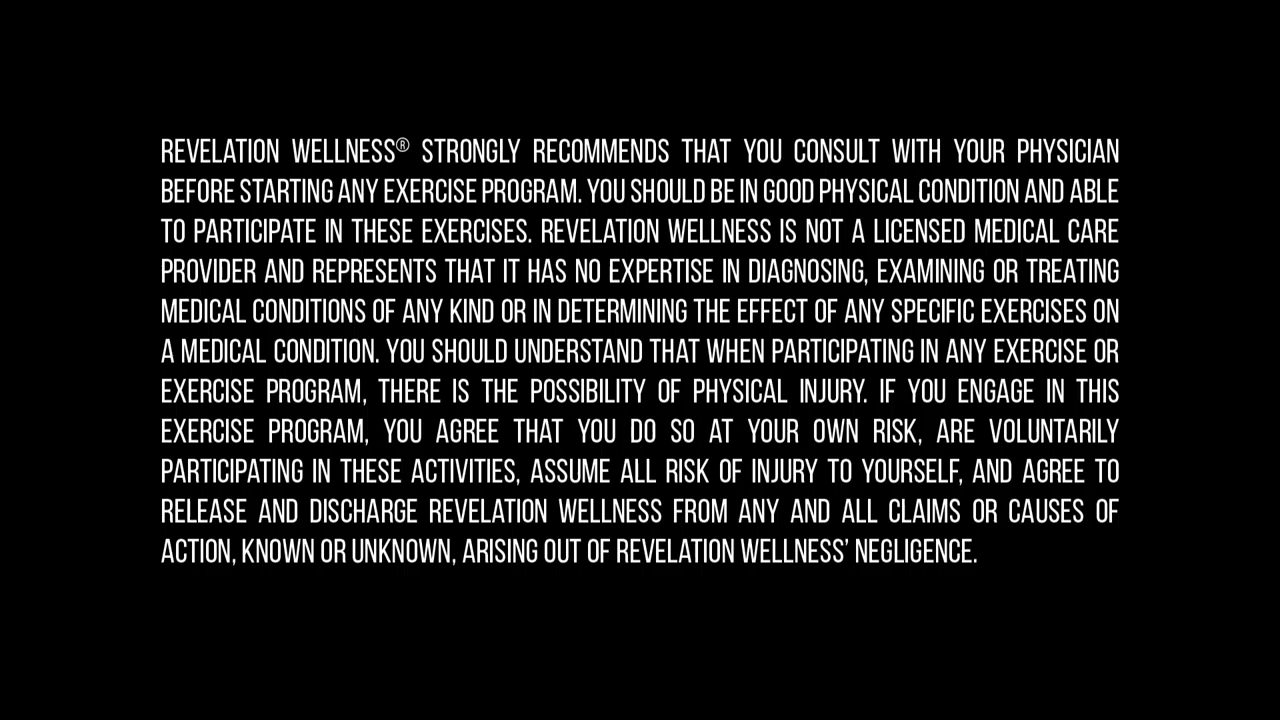 REVELATION WELLNESS® STRONGLY RECOMMENDS THAT YOU CONSULT WITH YOUR PHYSICIAN
BEFORE STARTING ANY EXERCISE PROGRAM. YOU SHOULD BE IN GOOD PHYSICAL CONDITION AND ABLE
TO PARTICIPATE IN THESE EXERCISES. REVELATION WELLNESS IS NOT A LICENSED MEDICAL CARE
PROVIDER AND REPRESENTS THAT IT HAS NO EXPERTISE IN DIAGNOSING, EXAMINING OR TREATING
MEDICAL CONDITIONS OF ANY KIND OR IN DETERMINING THE EFFECT OF ANY SPECIFIC EXERCISES ON
A MEDICAL CONDITION. YOU SHOULD UNDERSTAND THAT WHEN PARTICIPATING IN ANY EXERCISE OR
EXERCISE PROGRAM, THERE IS THE POSSIBILITY OF PHYSICAL INJURY. IF YOU ENGAGE IN THIS
EXERCISE PROGRAM, YOU AGREE THAT YOU DO SO AT YOUR OWN RISK, ARE VOLUNTARILY
PARTICIPATING IN THESE ACTIVITIES, ASSUME ALL RISK OF INJURY TO YOURSELF, AND AGREE TO
RELEASE AND DISCHARGE REVELATION WELLNESS FROM ANY AND ALL CLAIMS OR CAUSES OF
ACTION, KNOWN OR UNKNOWN, ARISING OUT OF REVELATION WELLNESS’ NEGLIGENCE.